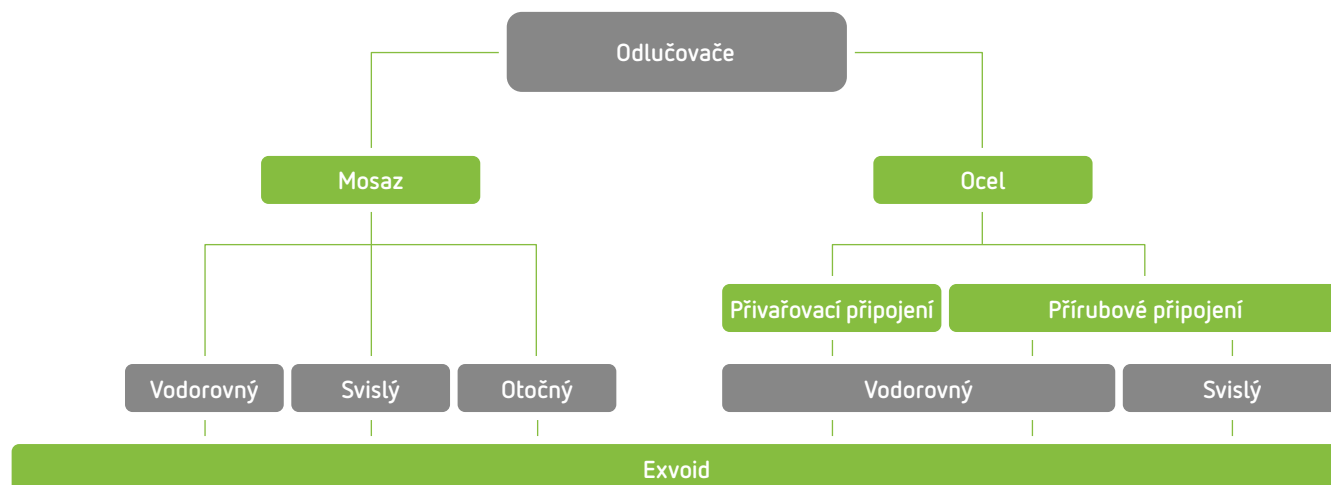 Odlučovače
Mosaz
Ocel
Přivařovací připojení
Přírubové připojení
Vodorovný
Svislý
Otočný
Vodorovný
Svislý
Exvoid